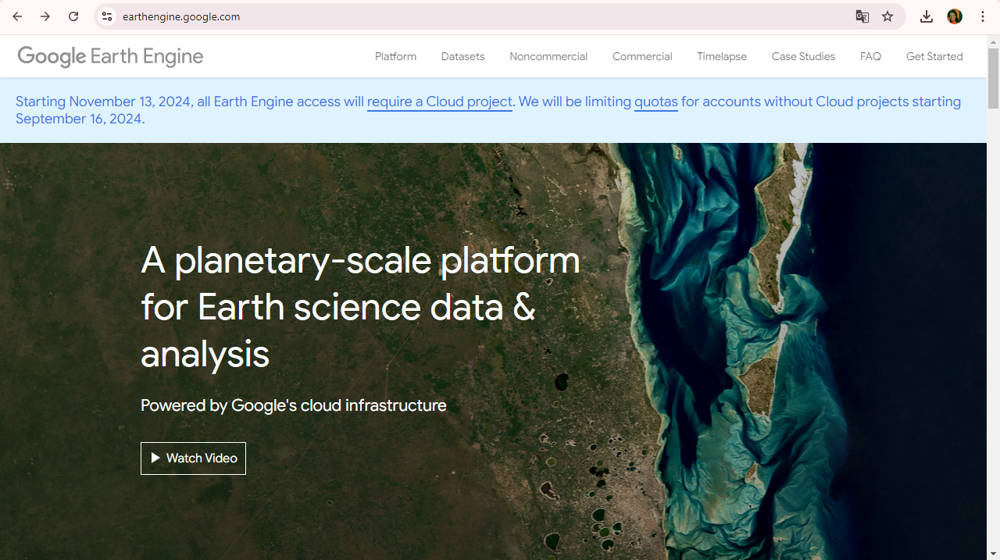 earthengine.google.com
Google Earth Engine
Platform
Datasets
Noncommercial
Commercial
Timelapse
Case Studies
FAQ
Get Started
Starting November 13, 2024, all Earth Engine access will require a Cloud project. We will be limiting quotas for accounts without Cloud projects starting
September 16, 2024.
A planetary-scale platform
for Earth science data &
analysis
Powered by Google's cloud infrastructure
Watch Video